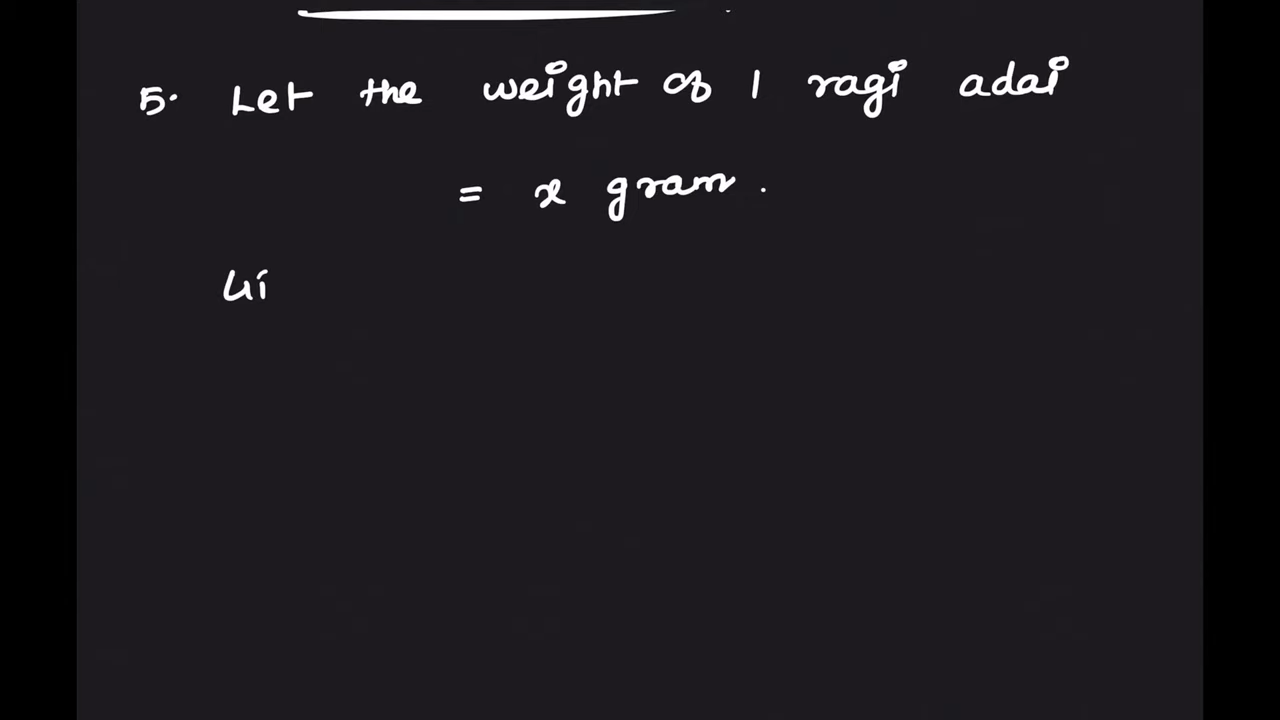 5. Let the weight of 1 ragi adai
= x gram.